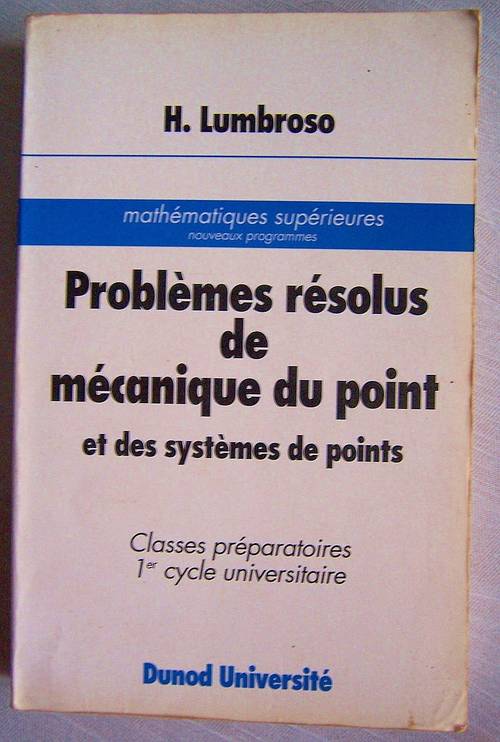 H. Lumbroso
mathématiques supérieures
nouveaux programmes
Problèmes résolus
de
mécanique du point
et des systèmes de points
Classes préparatoires
1er cycle universitaire
Dunod Université